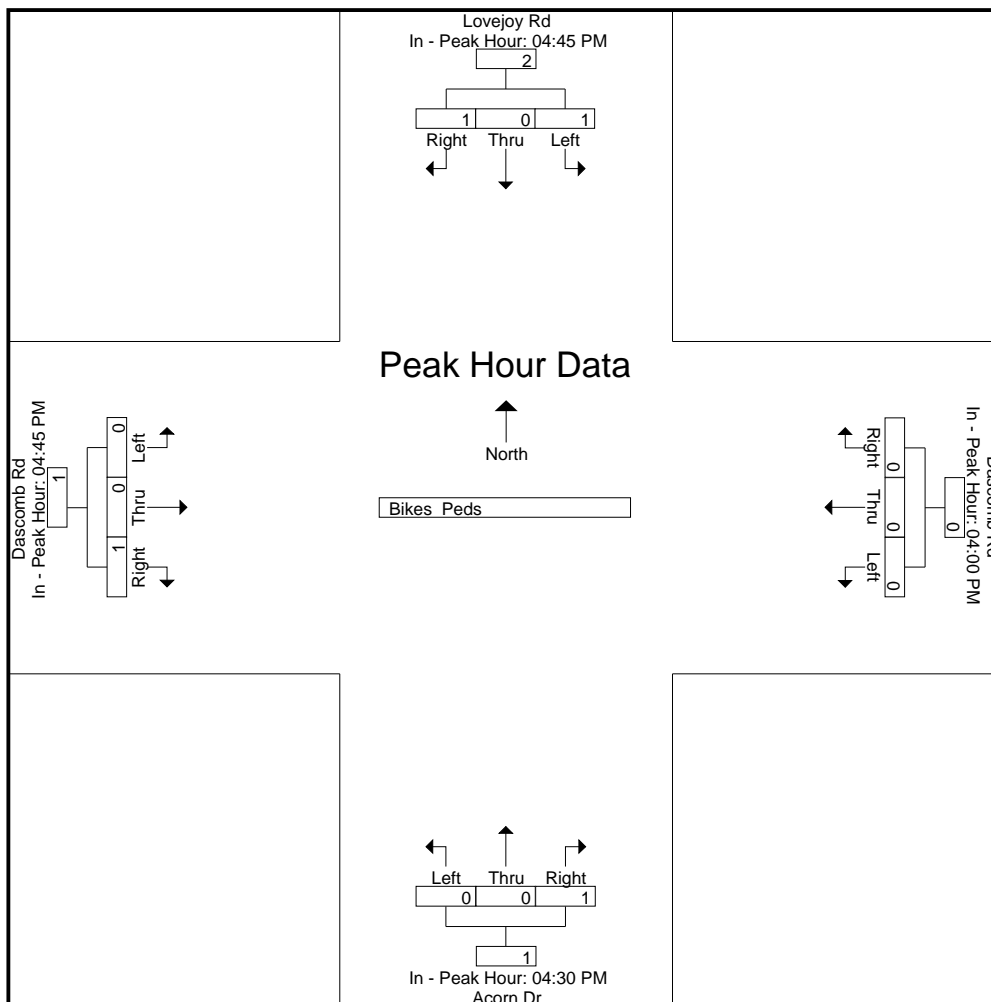 Lovejoy Rd
In - Peak Hour: 04:45 PM
2
1 0 1
Right Thru Left
Peak Hour Data
North
Bikes Peds
Dascomb Rd
In - Peak Hour: 04:45 PM
1
0 0 1
Left Thru Right
Dascomb Rd
In - Peak Hour: 04:00 PM
0
0 0 0
Right Thru Left
Left Thru Right
0 0 1
1
In - Peak Hour: 04:30 PM
Acorn Dr